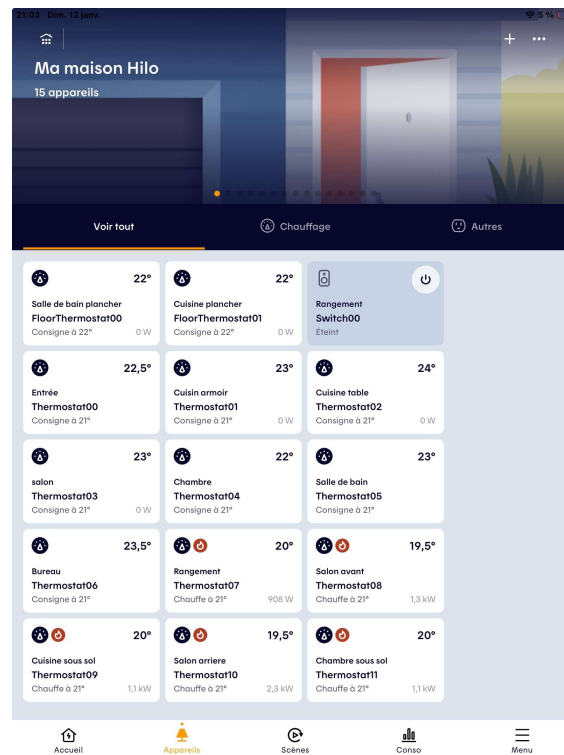 21:03 Dim. 12 janv.
5 %
Ma maison Hilo
15 appareils
Voir tout
Chauffage
Autres
22°
Salle de bain plancher
FloorThermostat00
Consigne à 22° 0 W
22°
Cuisine plancher
FloorThermostat01
Consigne à 22° 0 W
Rangement
Switch00
Éteint
22,5°
Entrée
Thermostat00
Consigne à 21°
23°
Cuisin armoir
Thermostat01
Consigne à 21° 0 W
24°
Cuisine table
Thermostat02
Consigne à 21° 0 W
23°
salon
Thermostat03
Consigne à 21° 0 W
22°
Chambre
Thermostat04
Consigne à 21°
23°
Salle de bain
Thermostat05
Consigne à 21°
23,5°
Bureau
Thermostat06
Consigne à 21°
20°
Rangement
Thermostat07
Chauffe à 21° 908 W
19,5°
Salon avant
Thermostat08
Chauffe à 21° 1,3 kW
20°
Cuisine sous sol
Thermostat09
Chauffe à 21° 1,1 kW
19,5°
Salon arriere
Thermostat10
Chauffe à 21° 2,3 kW
20°
Chambre sous sol
Thermostat11
Chauffe à 21° 1,1 kW
Accueil
Appareils
Scènes
Conso
Menu